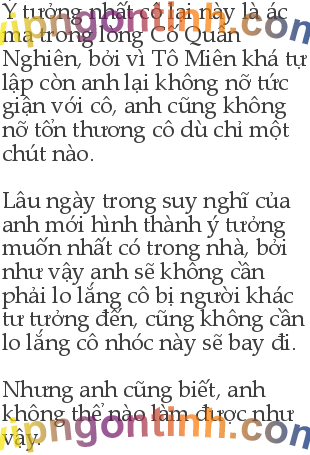 Ý tưởng nhất cô lại này là ác
ma trong lòng Cố Quân
Nghiên, bởi vì Tô Miên khá tự
lập còn anh lại không nỡ tức
giận với cô, anh cũng không
nỡ tổn thương cô dù chỉ một
chút nào.
Lâu ngày trong suy nghĩ của
anh mới hình thành ý tưởng
muốn nhất có trong nhà, bởi
như vậy anh sẽ không cần
phải lo lắng cô bị người khác
tư tưởng đến, cũng không cần
lo lắng cô nhóc này sẽ bay đi.
Nhưng anh cũng biết, anh
không thể nào làm được như
vậy.
vipngontinh.com
vipngontinh.com